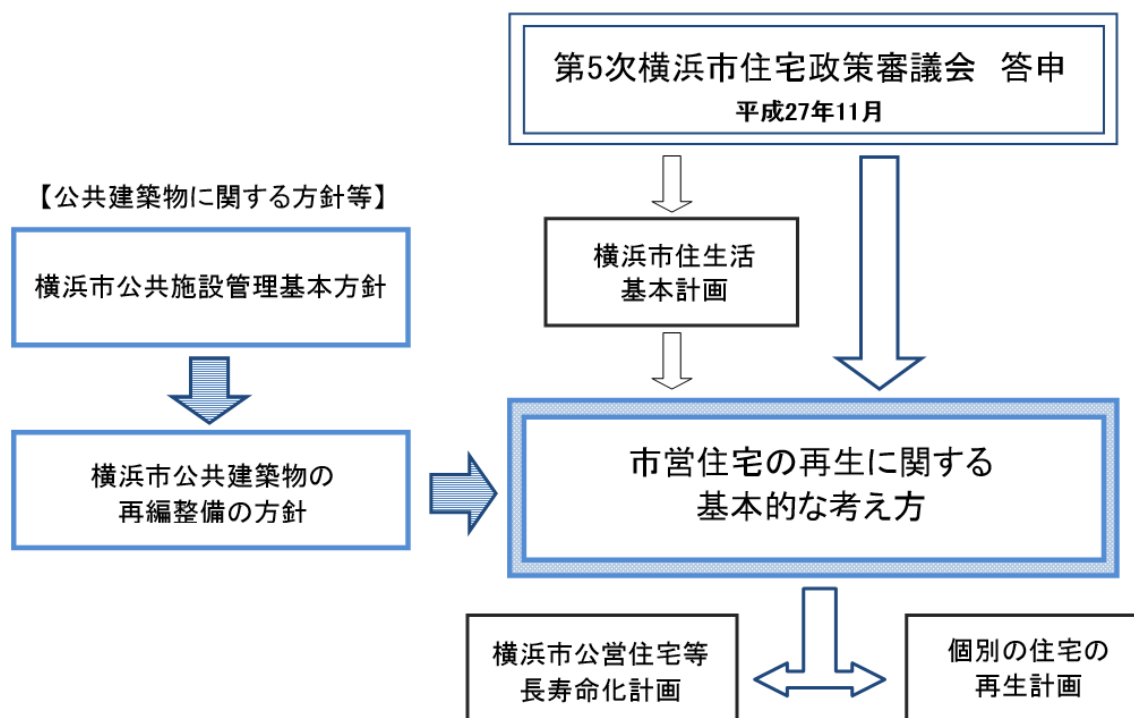 第5次横浜市住宅政策審議会 答申
平成27年11月
【公共建築物に関する方針等】
横浜市公共施設管理基本方針
横浜市住生活
基本計画
横浜市公共建築物の
再編整備の方針
市営住宅の再生に関する
基本的な考え方
横浜市公営住宅等
長寿命化計画
個別の住宅の
再生計画